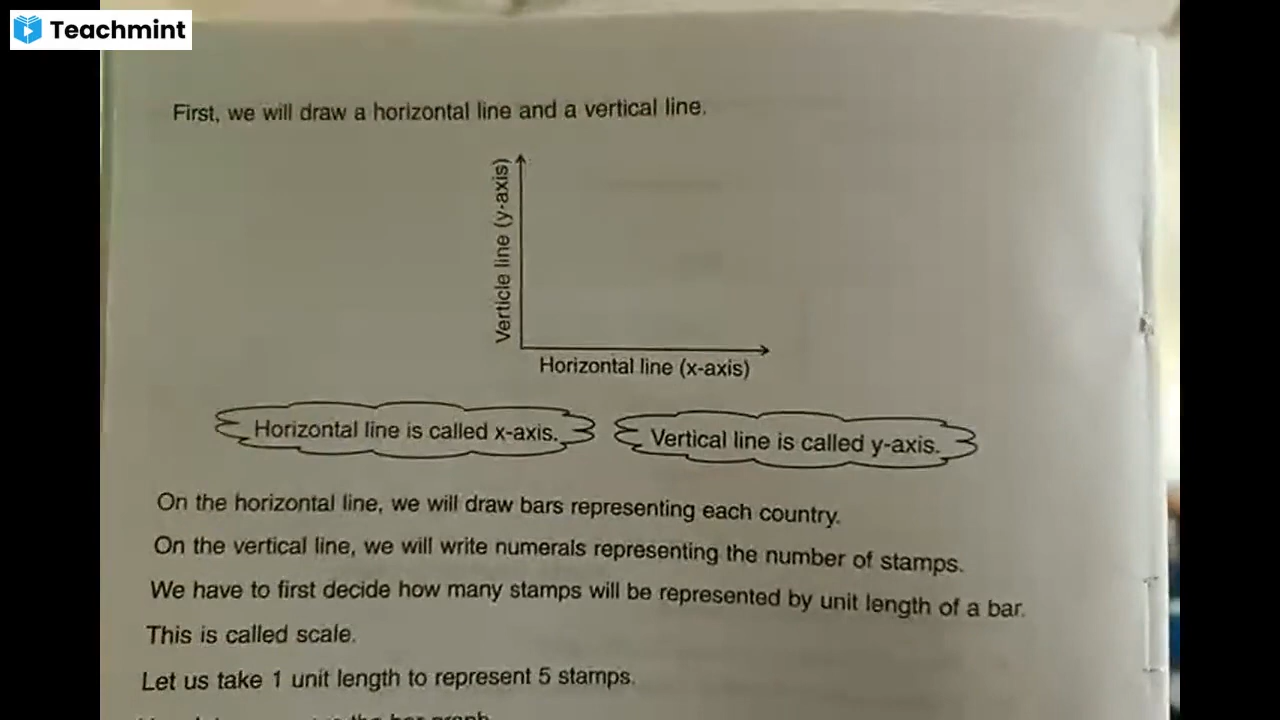 Teachmint
First, we will draw a horizontal line and a vertical line.
Verticle line (y-axis)
Horizontal line (x-axis)
Horizontal line is called x-axis.
Vertical line is called y-axis.
On the horizontal line, we will draw bars representing each country.
On the vertical line, we will write numerals representing the number of stamps.
We have to first decide how many stamps will be represented by unit length of a bar.
This is called scale.
Let us take 1 unit length to represent 5 stamps.
the bar graph